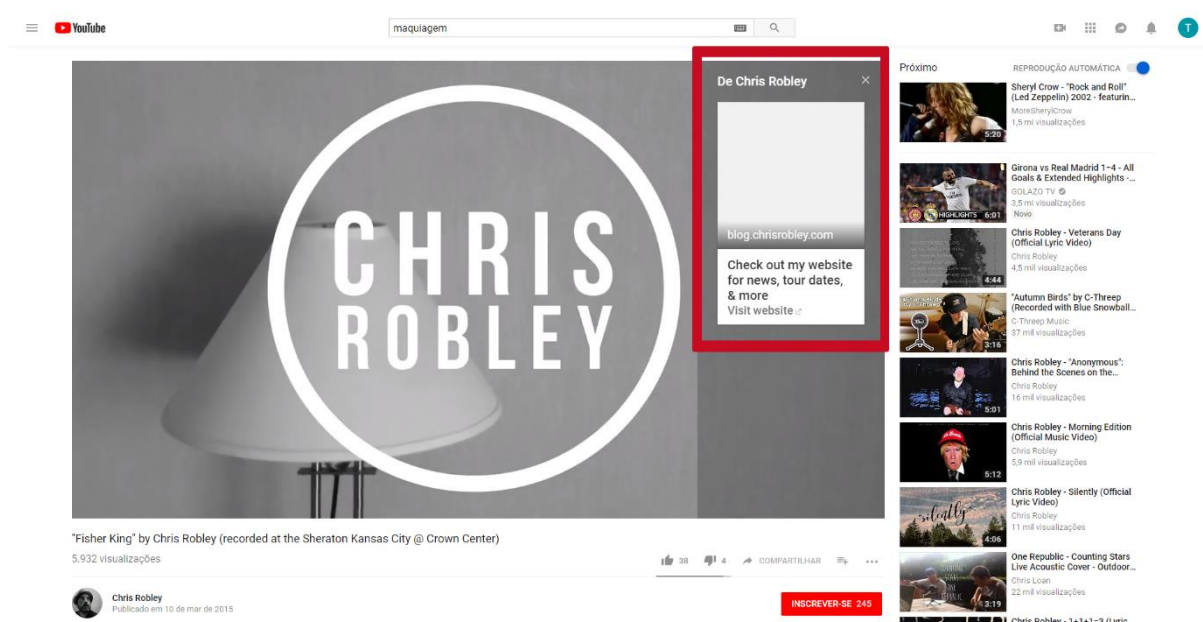 YouTube
maquiagem
T
CHRIS
ROBLEY
De Chris Robley
blog.chrisrobley.com
Check out my website
for news, tour dates,
& more
Visit website
"Fisher King" by Chris Robley (recorded at the Sheraton Kansas City @ Crown Center)
5.932 visualizações
38
4
COMPARTILHAR
Chris Robley
Publicado em 10 de mar de 2015
INSCREVER-SE 245
Próximo
REPRODUÇÃO AUTOMÁTICA
Sheryl Crow - "Rock and Roll"
(Led Zeppelin) 2002 - featurin...
MoreSherylCrow
1,5 mi visualizações
5:20
Girona vs Real Madrid 1-4 - All
Goals & Extended Highlights -...
GOLAZO TV
3,5 mi visualizações
Novo
HIGHLIGHTS 6:01
Chris Robley - Veterans Day
(Official Lyric Video)
Chris Robley
4,5 mil visualizações
4:44
"Autumn Birds" by C-Threep
(Recorded with Blue Snowball...
C-Threep Music
37 mil visualizações
3:16
Chris Robley - "Anonymous":
Behind the Scenes on the...
Chris Robley
16 mil visualizações
5:01
Chris Robley - Morning Edition
(Official Music Video)
Chris Robley
5,9 mil visualizações
5:12
Chris Robley - Silently (Official
Lyric Video)
Chris Robley
11 mil visualizações
silently
4:06
One Republic - Counting Stars
Live Acoustic Cover - Outdoor...
Chris Loan
22 mil visualizações
3:19
Chris Robley - 1+1+1=3 (Lyric